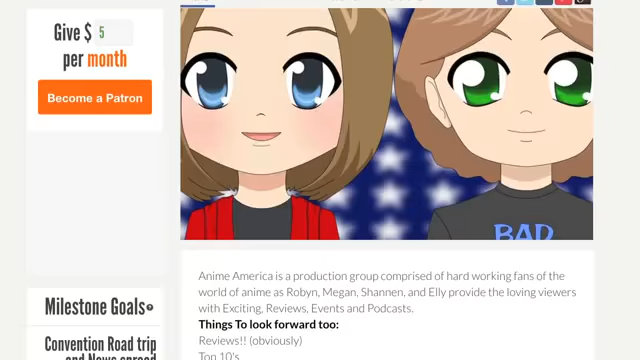 Give $ 5
per month
Become a Patron
Milestone Goals
Convention Road trip
BAD
Anime America is a production group comprised of hard working fans of the
world of anime as Robyn, Megan, Shannen, and Elly provide the loving viewers
with Exciting, Reviews, Events and Podcasts.
Things To look forward too:
Reviews!! (obviously)
Top 10's